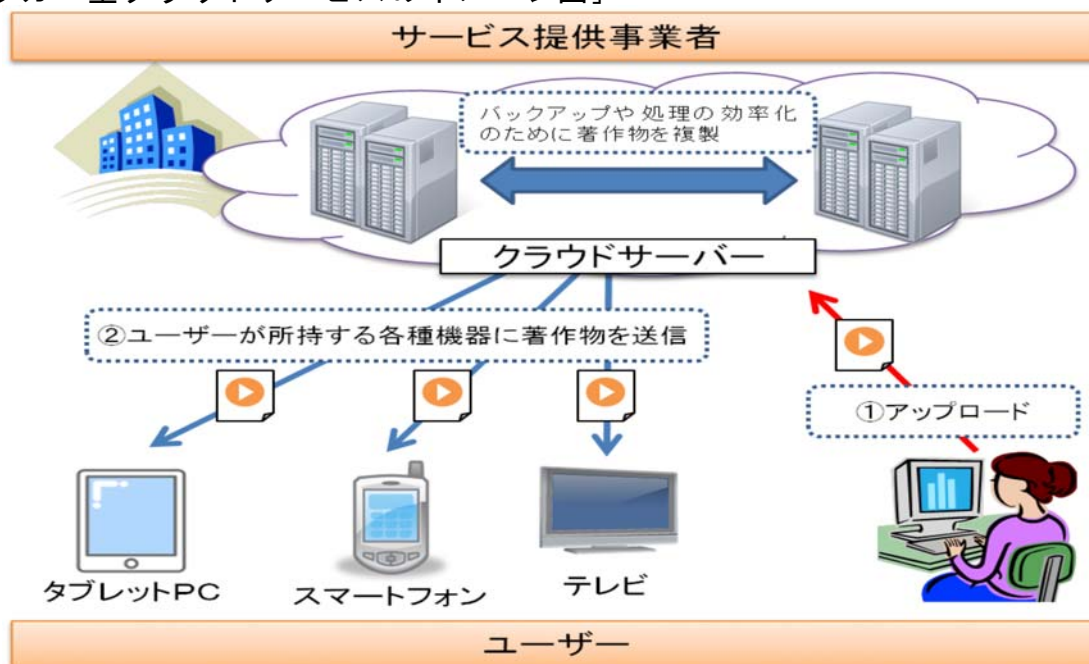 サービス提供事業者
バックアップや処理の効率化
のために著作物を複製
クラウドサーバー
②ユーザーが所持する各種機器に著作物を送信
①アップロード
タブレットPC
スマートフォン
テレビ
ユーザー